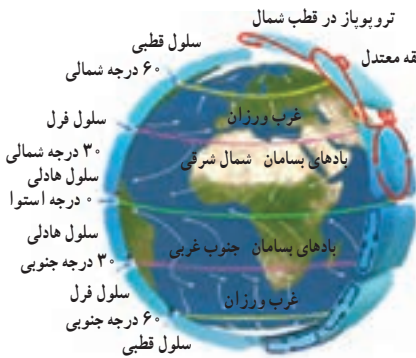 تروپوپاز در قطب شمال
سلول قطبی
قه معتدل
۶۰ درجه شمالی
غرب ورزان
سلول فرل
۳۰ درجه شمالی
بادهای بسامان شمال شرقی
سلول هادلی
۰ درجه استوا
سلول هادلی
بادهای بسامان جنوب غربی
۳۰ درجه جنوبی
سلول فرل
غرب ورزان
۶۰ درجه جنوبی
سلول قطبی